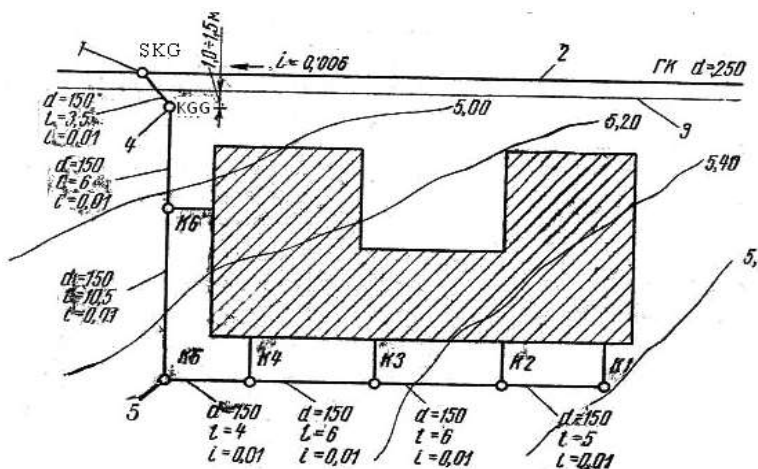 1
SKG
1,0÷1,5м
i=0,006
2
ГК d=250
d=150
l=3,5
i=0,01
4
KGG
3
5,00
5,20
5,40
d=150
l=6
i=0,01
К6
d=150
l=10,5
i=0,01
5,
К5
К4
К3
К2
К1
5
d=150
l=4
i=0,01
d=150
l=6
i=0,01
d=150
l=6
i=0,01
d=150
l=5
i=0,01